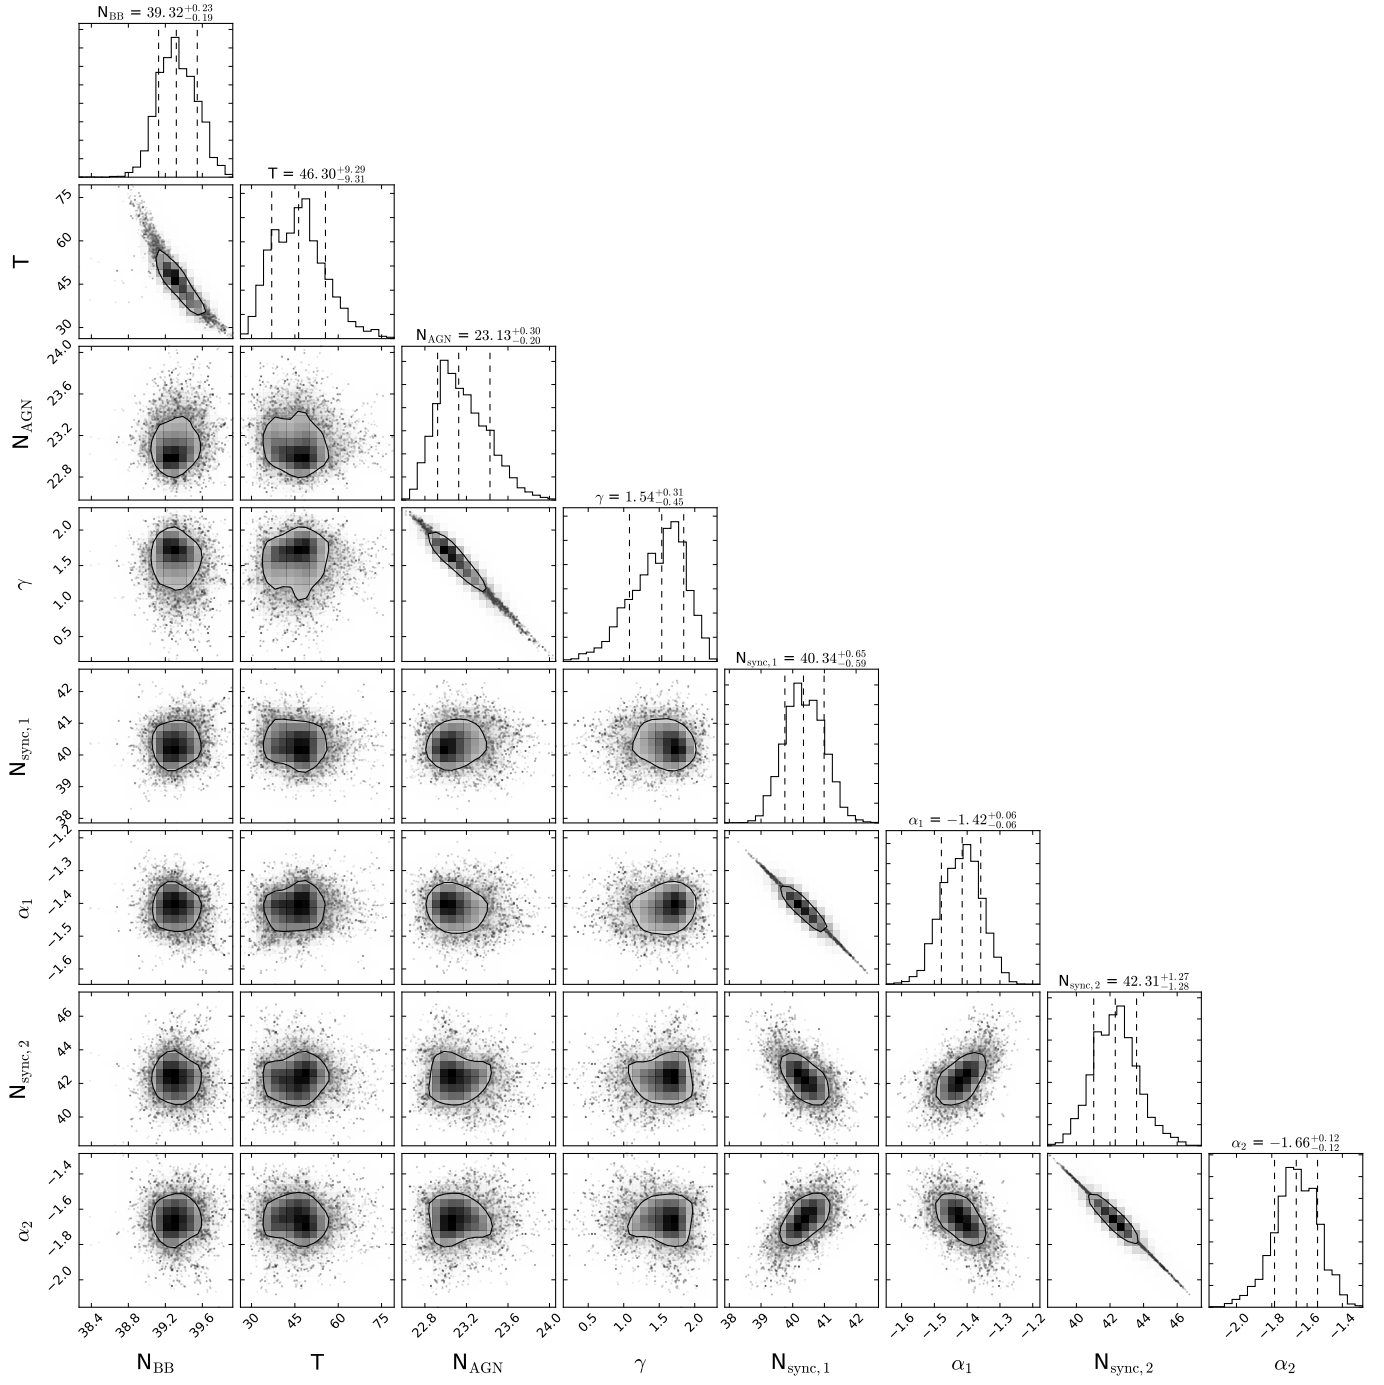 N_BB = 39.32^{+0.23}_{-0.19}
T = 46.30^{+9.29}_{-9.31}
75
60
45
30
T
N_AGN = 23.13^{+0.30}_{-0.20}
24.0
23.6
23.2
22.8
N_AGN
γ = 1.54^{+0.31}_{-0.45}
2.0
1.5
1.0
0.5
γ
N_sync,1 = 40.34^{+0.65}_{-0.59}
42
41
40
39
38
N_sync,1
α_1 = −1.42^{+0.06}_{-0.06}
−1.2
−1.3
−1.4
−1.5
−1.6
α_1
N_sync,2 = 42.31^{+1.27}_{-1.28}
46
44
42
40
N_sync,2
α_2 = −1.66^{+0.12}_{-0.12}
−1.4
−1.6
−1.8
−2.0
α_2
38.4 38.8 39.2 39.6 30 45 60 75 22.8 23.2 23.6 24.0 0.5 1.0 1.5 2.0 38 39 40 41 42 −1.6 −1.5 −1.4 −1.3 −1.2 40 42 44 46 −2.0 −1.8 −1.6 −1.4
N_BB T N_AGN γ N_sync,1 α_1 N_sync,2 α_2